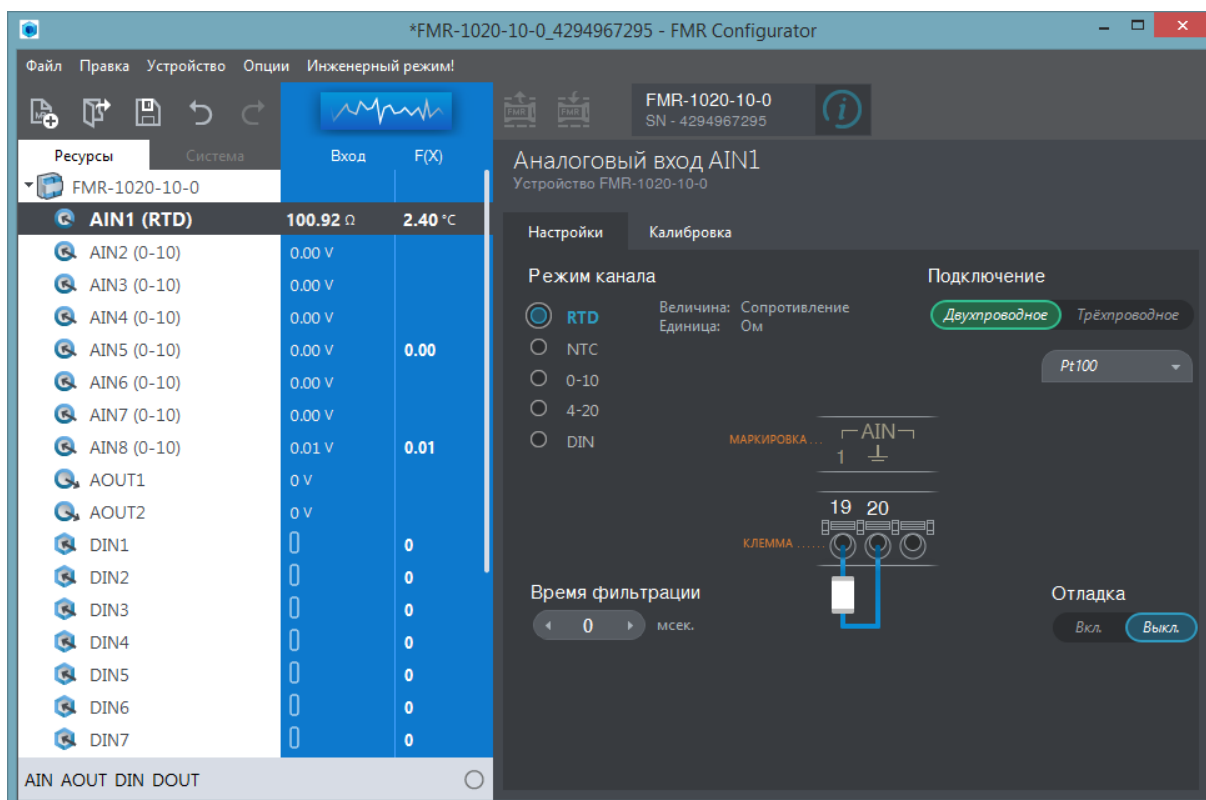 *FMR-1020-10-0_4294967295 - FMR Configurator
Файл Правка Устройство Опции Инженерный режим!
FMR-1020-10-0
SN - 4294967295
Ресурсы Система Вход F(X)
FMR-1020-10-0
AIN1 (RTD) 100.92 Ω 2.40 °C
AIN2 (0-10) 0.00 V
AIN3 (0-10) 0.00 V
AIN4 (0-10) 0.00 V
AIN5 (0-10) 0.00 V 0.00
AIN6 (0-10) 0.00 V
AIN7 (0-10) 0.00 V
AIN8 (0-10) 0.01 V 0.01
AOUT1 0 V
AOUT2 0 V
DIN1 0
DIN2 0
DIN3 0
DIN4 0
DIN5 0
DIN6 0
DIN7 0
AIN AOUT DIN DOUT
Аналоговый вход AIN1
Устройство FMR-1020-10-0
Настройки Калибровка
Режим канала
RTD
NTC
0-10
4-20
DIN
Величина: Сопротивление
Единица: Ом
Подключение
Двухпроводное Трёхпроводное
Pt100
МАРКИРОВКА... AIN
1
19 20
КЛЕММА......
Время фильтрации
0 мсек.
Отладка
Вкл. Выкл.